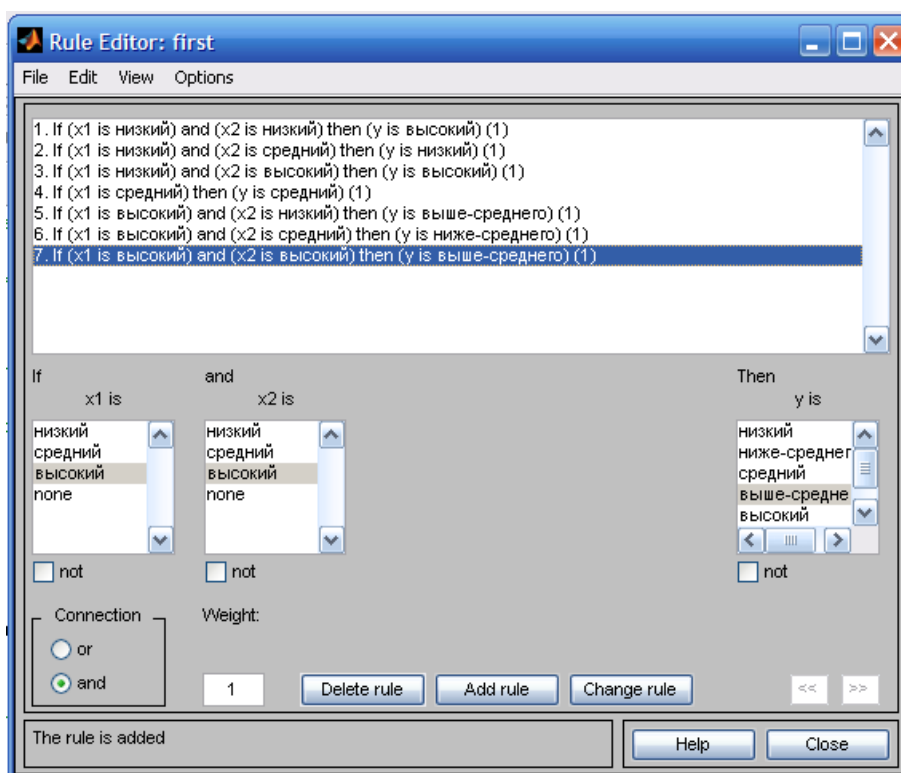 Rule Editor: first
File Edit View Options
1. If (x1 is низкий) and (x2 is низкий) then (y is высокий) (1)
2. If (x1 is низкий) and (x2 is средний) then (y is низкий) (1)
3. If (x1 is низкий) and (x2 is высокий) then (y is высокий) (1)
4. If (x1 is средний) then (y is средний) (1)
5. If (x1 is высокий) and (x2 is низкий) then (y is выше-среднего) (1)
6. If (x1 is высокий) and (x2 is средний) then (y is ниже-среднего) (1)
7. If (x1 is высокий) and (x2 is высокий) then (y is выше-среднего) (1)
If and Then
x1 is x2 is y is
низкий низкий низкий
средний средний ниже-среднег
высокий высокий средний
none none выше-средне
высокий
not not not
Connection Weight:
or
and 1 Delete rule Add rule Change rule << >>
The rule is added Help Close